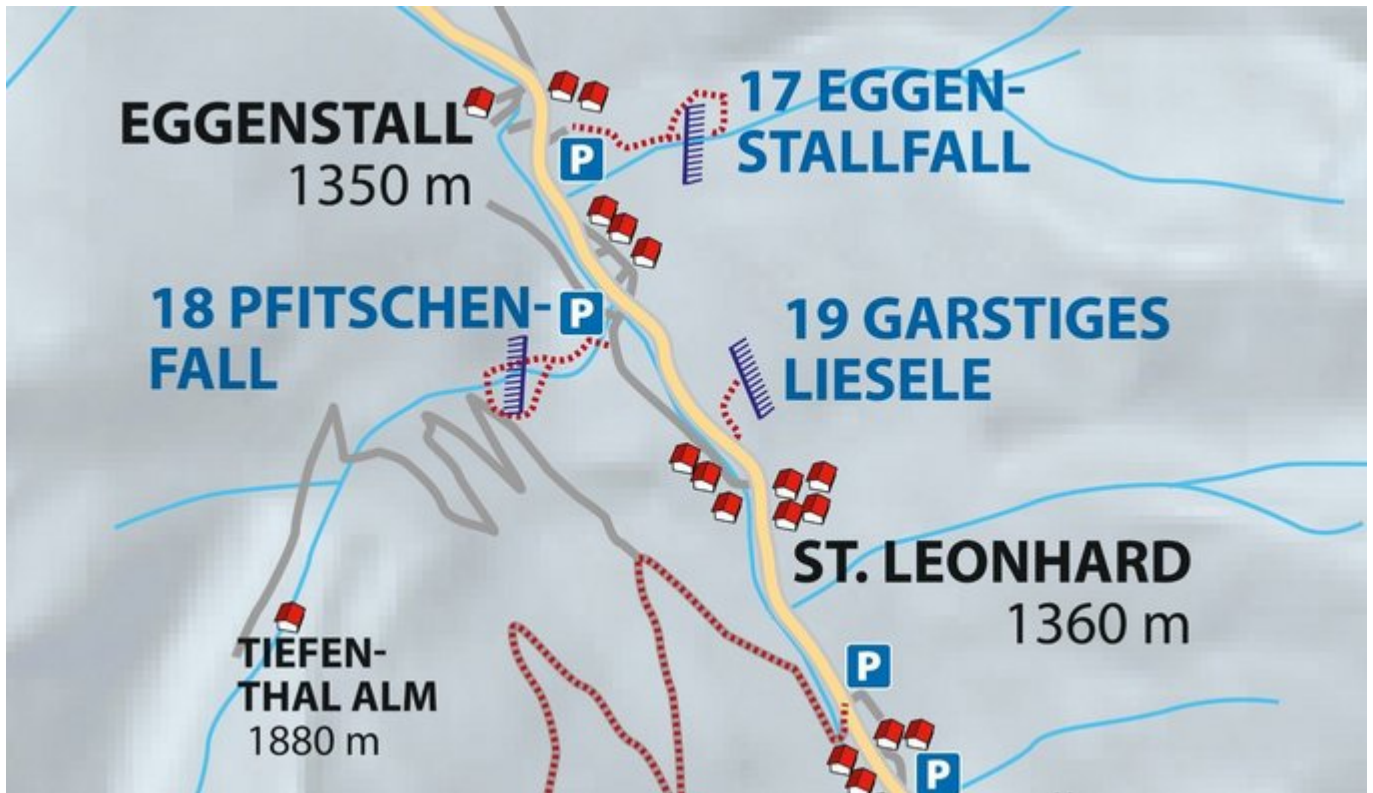 17 EGGEN-
STALLFALL
EGGENSTALL
1350 m
P
18 PFITSCHEN-
FALL
P
19 GARSTIGES
LIESELE
ST. LEONHARD
1360 m
P
TIEFEN-
THAL ALM
1880 m
P